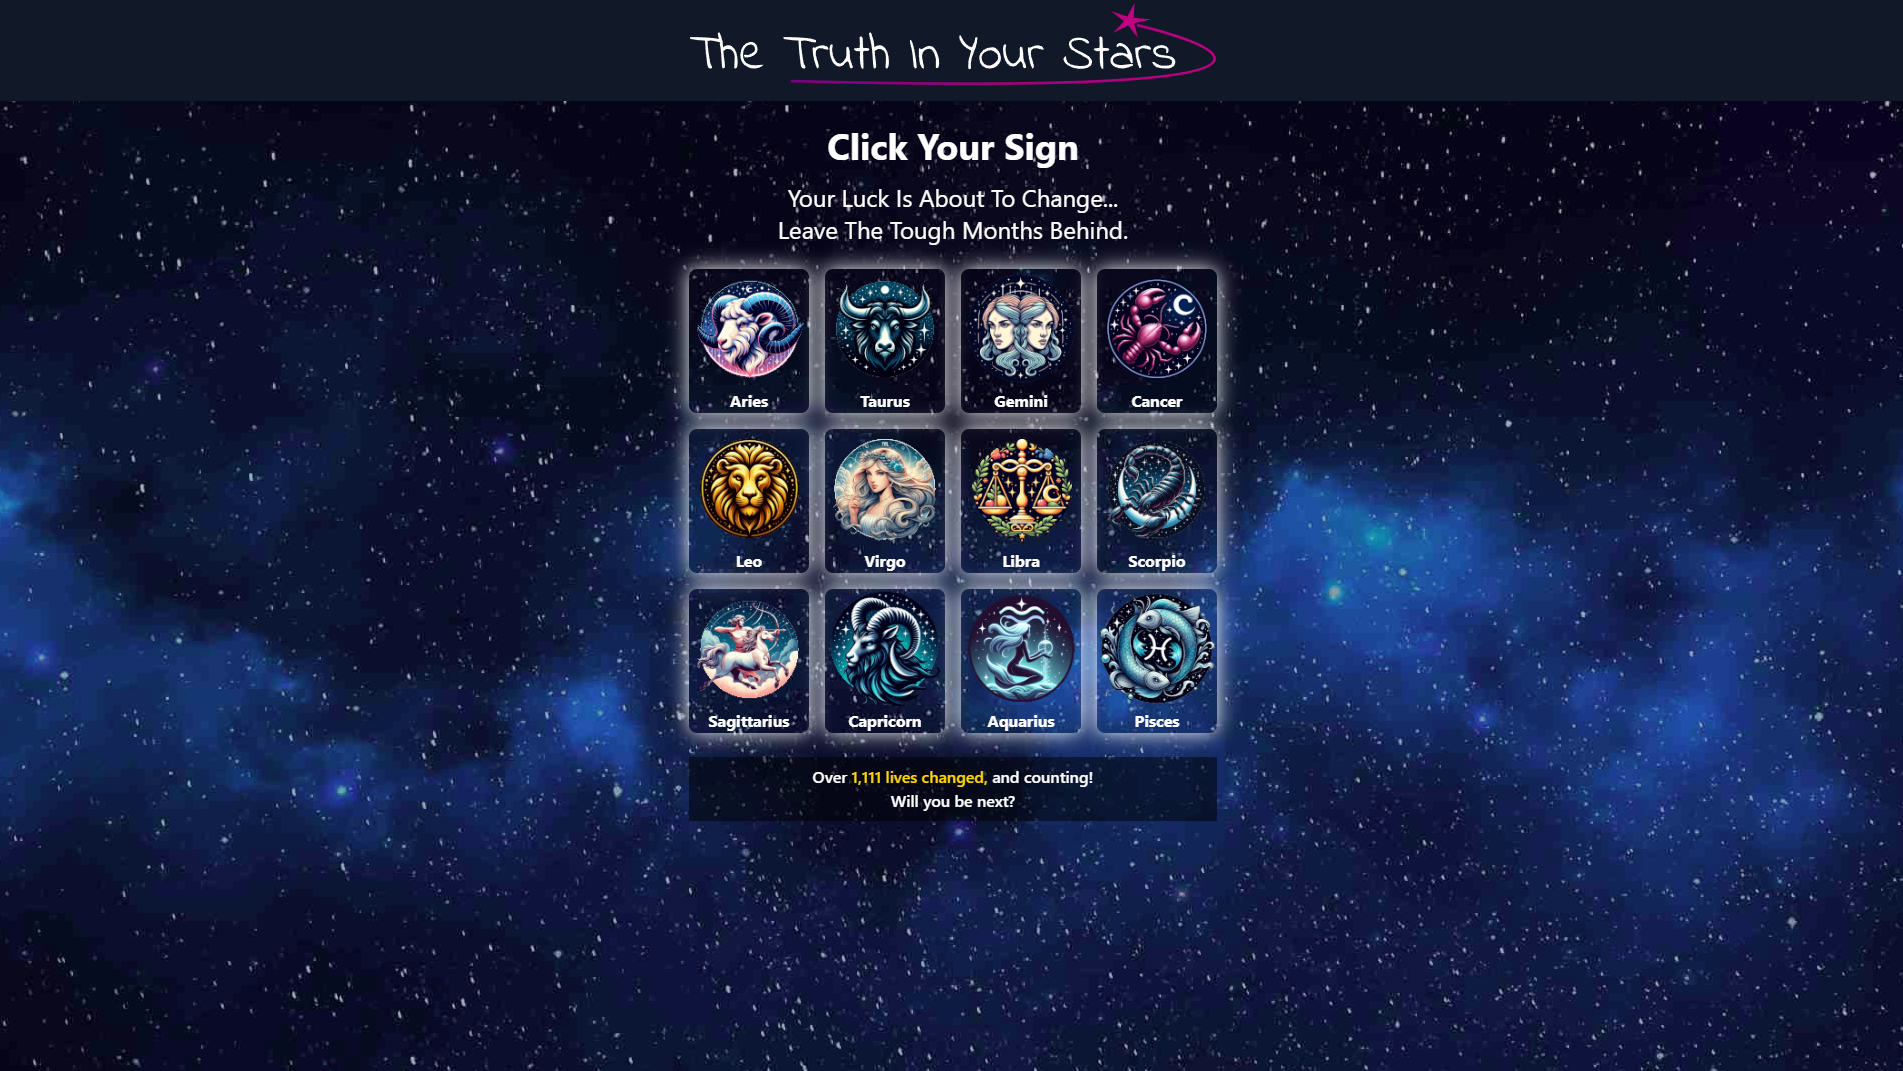 The Truth In Your Stars
Click Your Sign
Your Luck Is About To Change...
Leave The Tough Months Behind.
Aries
Taurus
Gemini
Cancer
Leo
Virgo
Libra
Scorpio
Sagittarius
Capricorn
Aquarius
Pisces
Over 1,111 lives changed, and counting!
Will you be next?